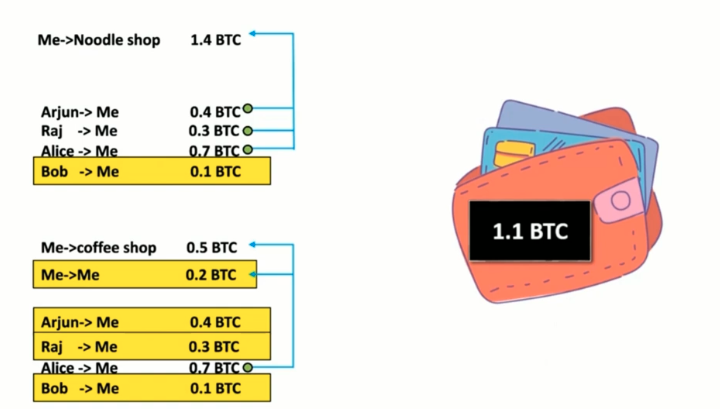 Me->Noodle shop 1.4 BTC
Arjun-> Me 0.4 BTC
Raj -> Me 0.3 BTC
Alice -> Me 0.7 BTC
Bob -> Me 0.1 BTC
1.1 BTC
Me->coffee shop 0.5 BTC
Me->Me 0.2 BTC
Arjun-> Me 0.4 BTC
Raj -> Me 0.3 BTC
Alice -> Me 0.7 BTC
Bob -> Me 0.1 BTC